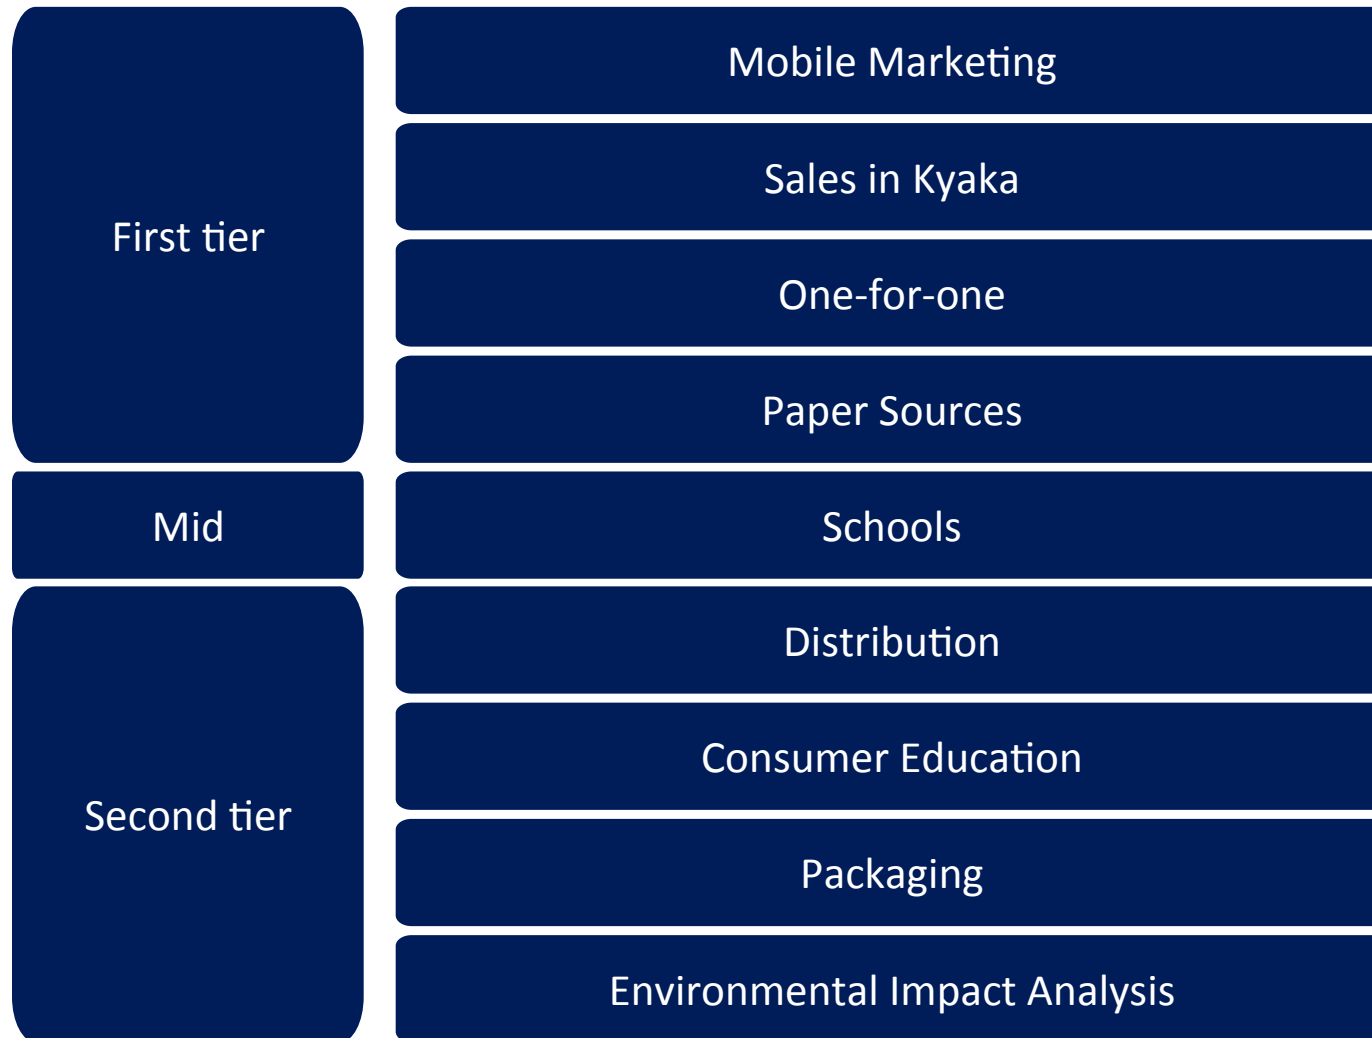 First tier
Mobile Marketing
Sales in Kyaka
One-for-one
Paper Sources
Mid
Schools
Second tier
Distribution
Consumer Education
Packaging
Environmental Impact Analysis